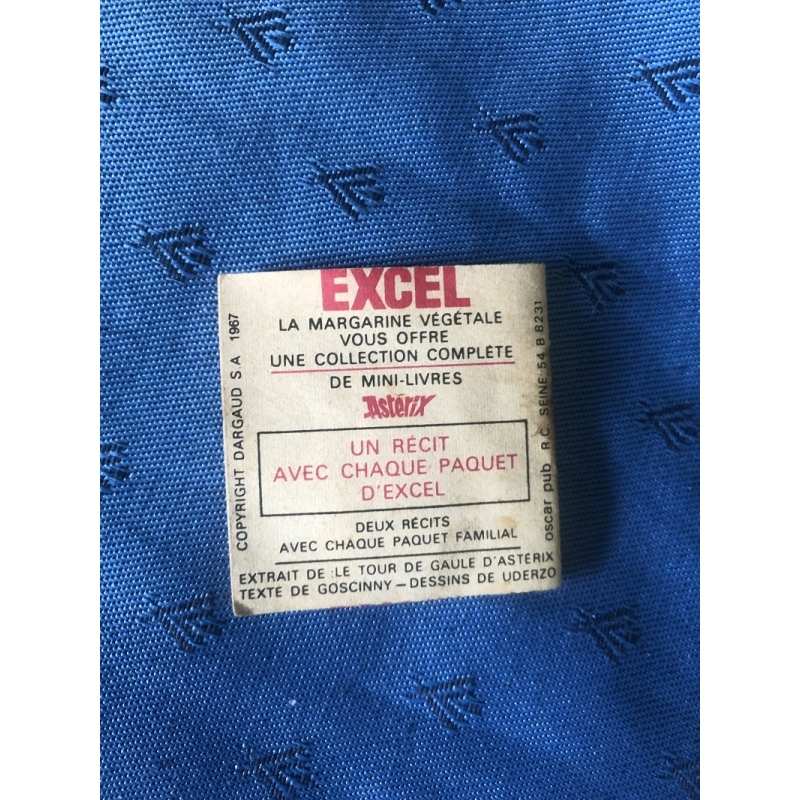 EXCEL
LA MARGARINE VÉGÉTALE
VOUS OFFRE
UNE COLLECTION COMPLÈTE
DE MINI-LIVRES
Astérix
UN RÉCIT
AVEC CHAQUE PAQUET
D'EXCEL
DEUX RÉCITS
AVEC CHAQUE PAQUET FAMILIAL
EXTRAIT DE : LE TOUR DE GAULE D'ASTÉRIX
TEXTE DE GOSCINNY – DESSINS DE UDERZO
COPYRIGHT DARGAUD S.A 1967
oscar pub R.C. SEINE 54 B 8231